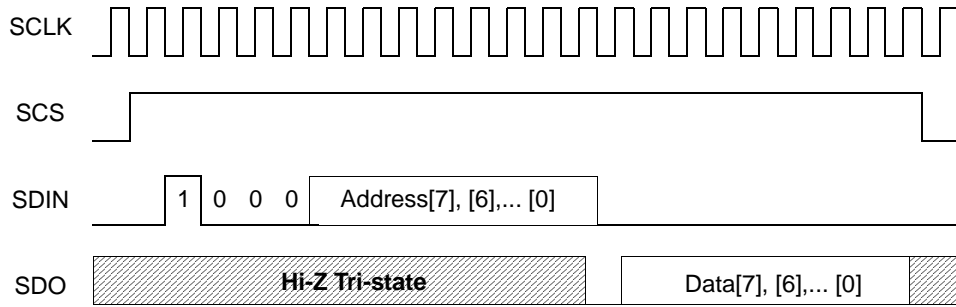 SCLK
SCS
SDIN 1 0 0 0 Address[7], [6],... [0]
SDO Hi-Z Tri-state Data[7], [6],... [0]